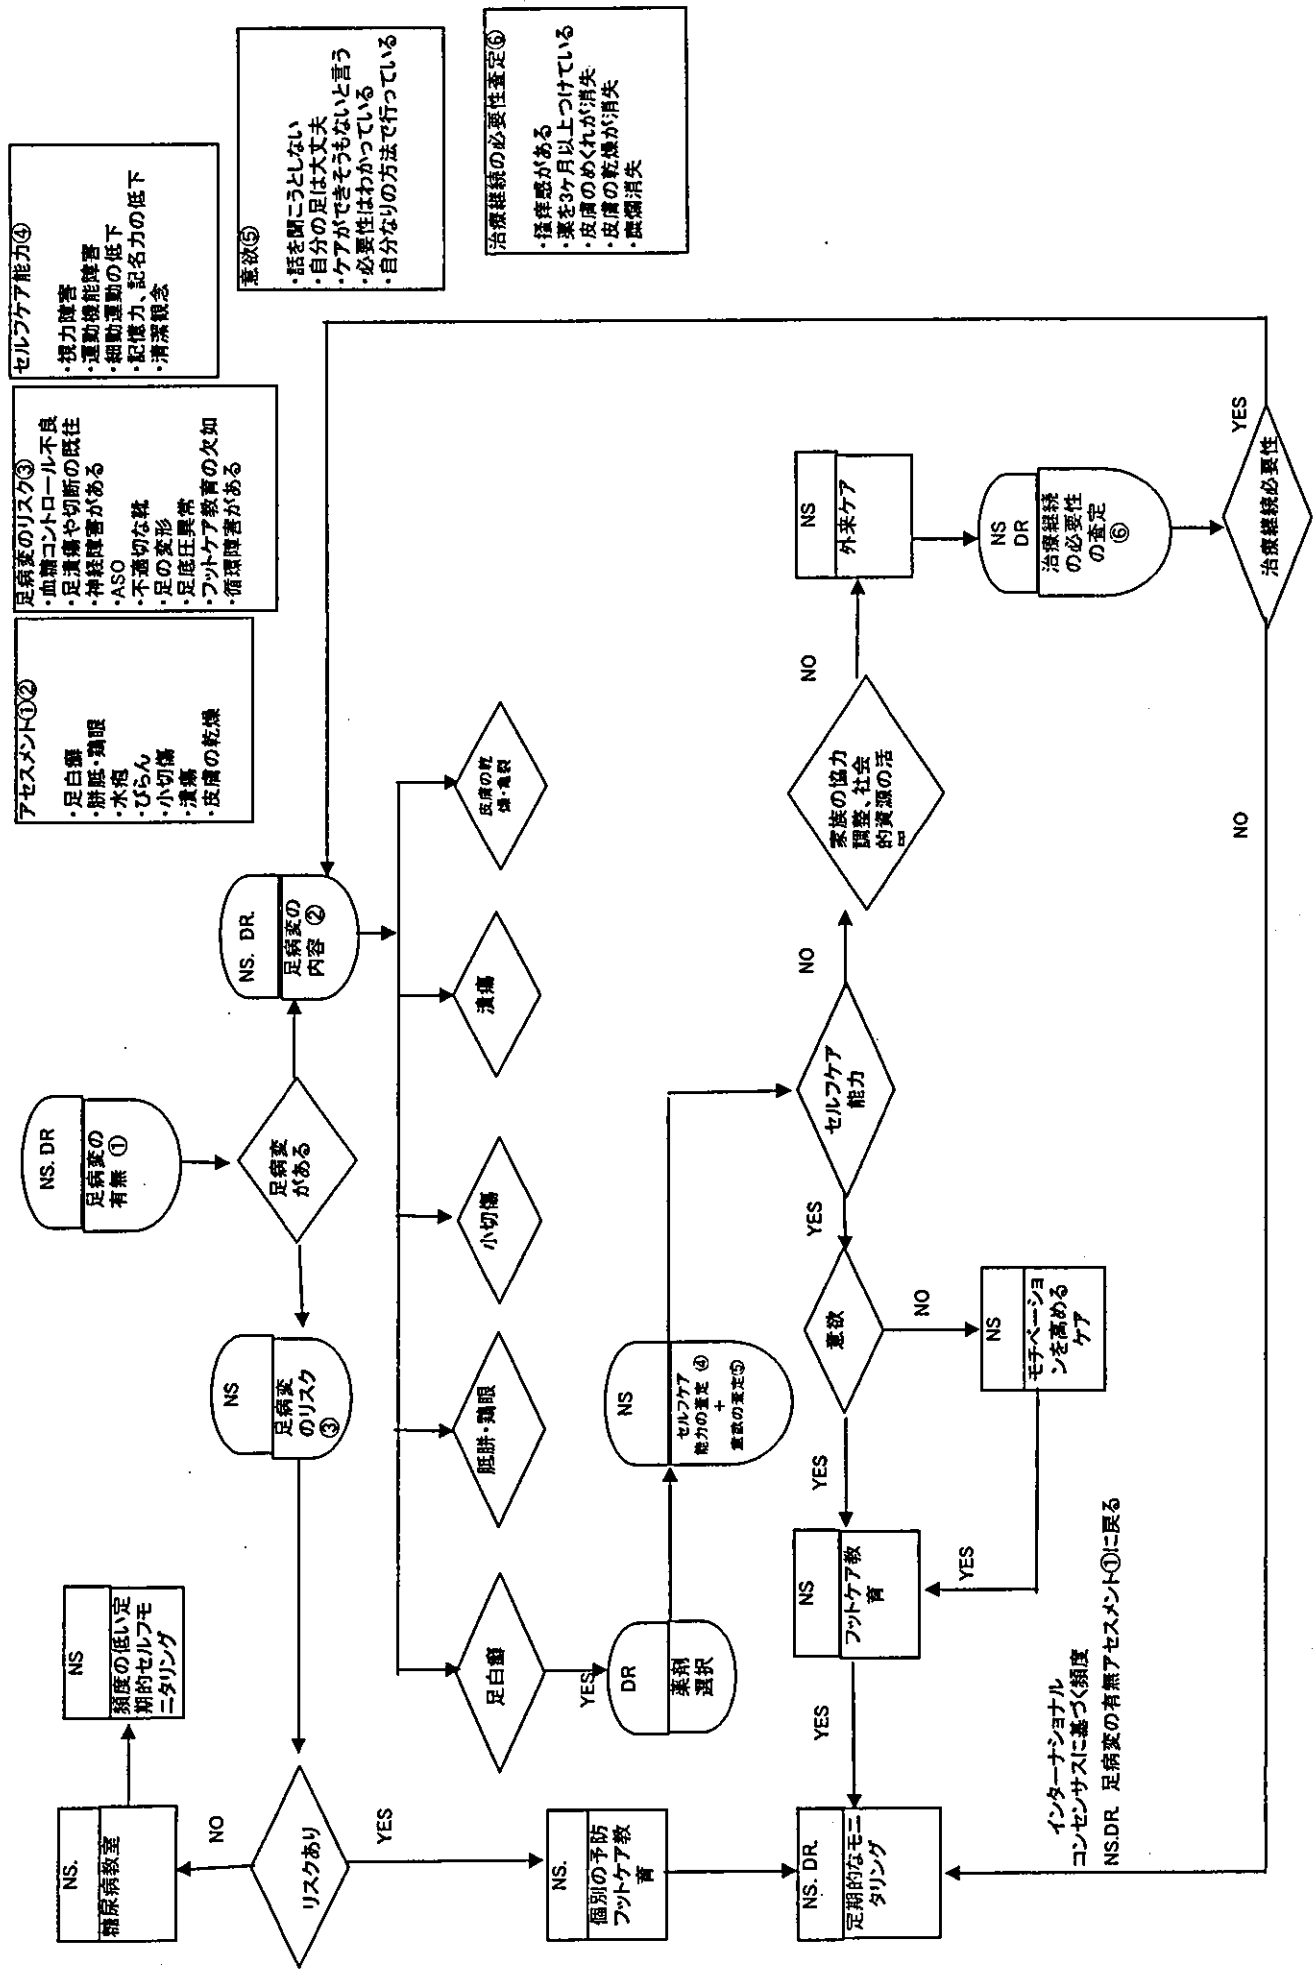 アセスメント①②
・足白癬
・胼胝・鶏眼
・水疱
・びらん
・小切傷
・潰瘍
・皮膚の乾燥
足病変のリスク③
・血糖コントロール不良
・足潰瘍や切断の既往
・神経障害がある
・ASO
・不適切な靴
・足の変形
・足底圧異常
・フットケア教育の欠如
・循環障害がある
セルフケア能力④
・視力障害
・運動機能障害
・細動運動の低下
・記憶力、記名力の低下
・清潔観念
意欲⑤
・話を聞こうとしない
・自分の足は大丈夫
・ケアができそうもないと言う
・必要性はわかっている
・自分なりの方法で行っている
治療継続の必要性査定⑥
・掻痒感がある
・薬を3ヶ月以上つけている
・皮膚のめくれが消失
・皮膚の乾燥が消失
・糜爛消失
NS. DR
足病変の
有無 ①
足病変
がある
NS. DR.
足病変の
内容 ②
NS
足病変
のリスク
③
NS.
糖尿病教室
NS
頻度の低い定
期的セルフモ
ニタリング
NO
リスクあり
YES
NS.
個別の予防
フットケア教
育
足白癬
胝胼・鶏眼
小切傷
潰瘍
皮膚の乾
燥・亀裂
YES
DR
薬剤
選択
NS
セルフケア
能力の査定 ④
+
意欲の査定⑤
セルフケア
能力
NO
家族の協力
調整、社会
的資源の活
NO
NS
外来ケア
NS
DR
治療継続
の必要性
の査定
⑥
YES
意欲
NO
NS
モチベーショ
ンを高める
ケア
YES
YES
NS
フットケア教
育
YES
NS. DR.
定期的なモニ
タリング
インターナショナル
コンセンサスに基づく頻度
NS.DR 足病変の有無アセスメント①に戻る
治療継続必要性
YES
NO